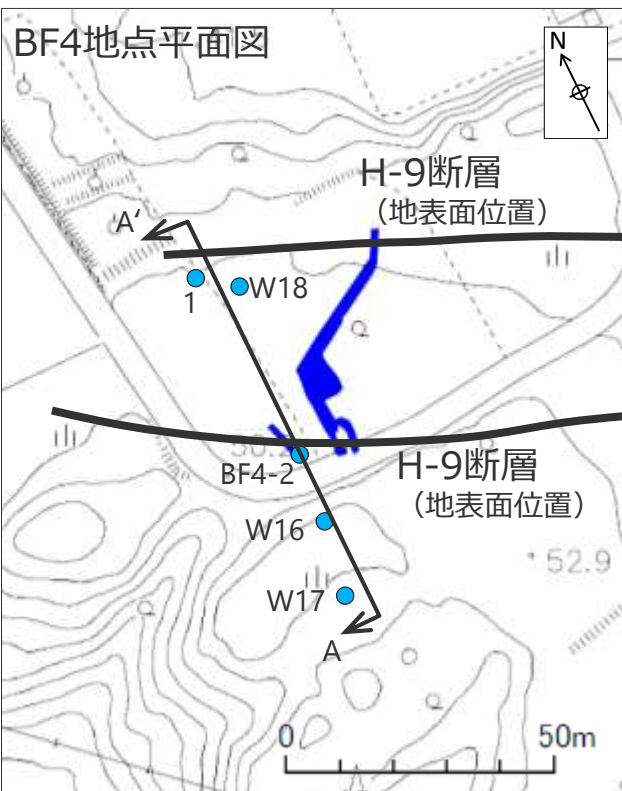 BF4地点平面図
N
H-9断層
（地表面位置）
A‘
1
W18
BF4-2
H-9断層
（地表面位置）
W16
52.9
W17
A
0
50m